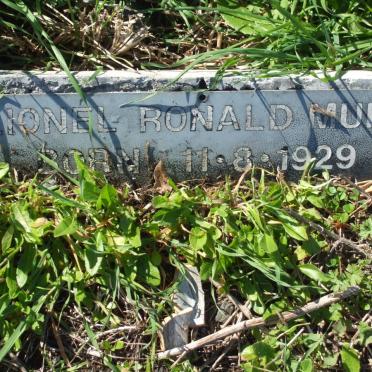 IONEL RONALD MU
BORN 11·8·1929